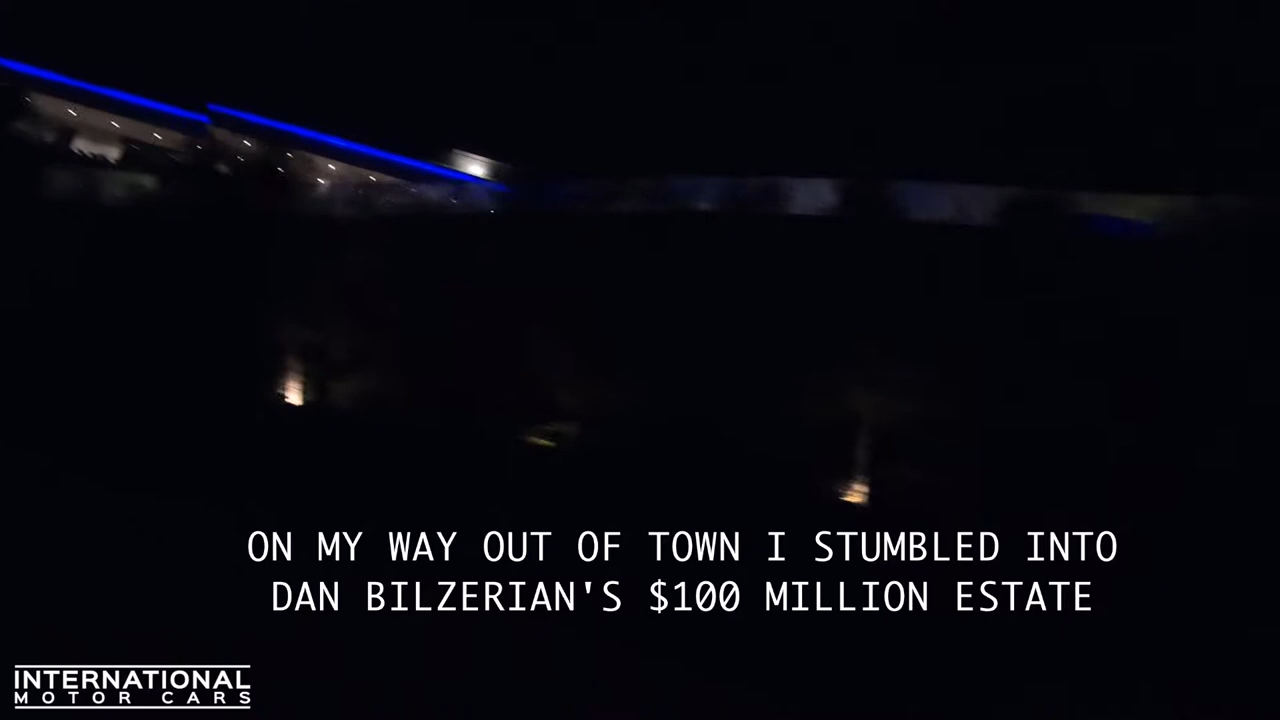 ON MY WAY OUT OF TOWN I STUMBLED INTO
DAN BILZERIAN'S $100 MILLION ESTATE
INTERNATIONAL
MOTOR CARS